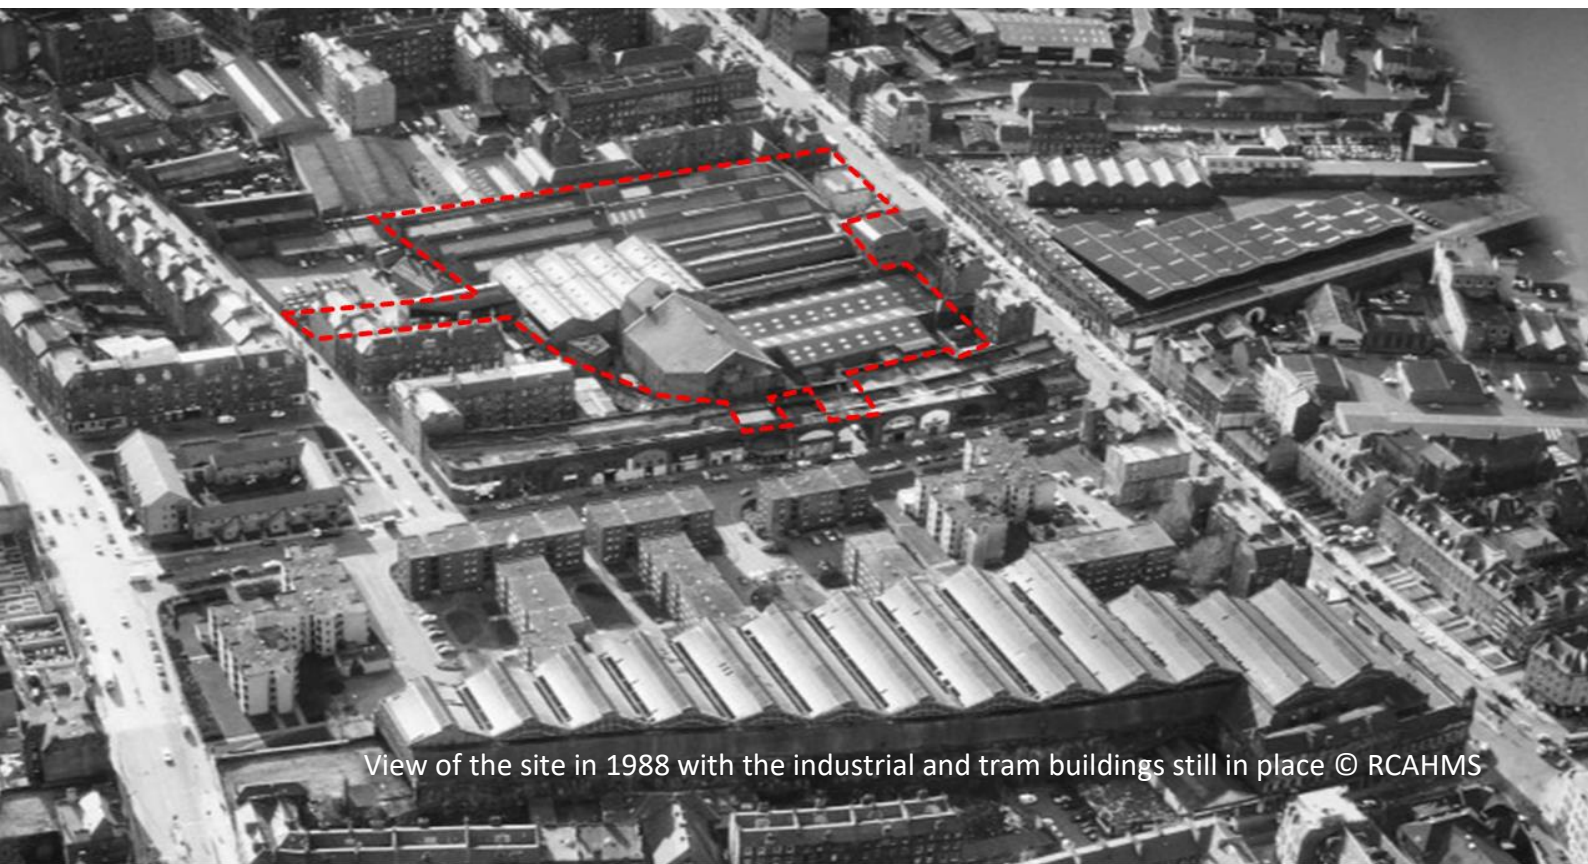 View of the site in 1988 with the industrial and tram buildings still in place © RCAHMS